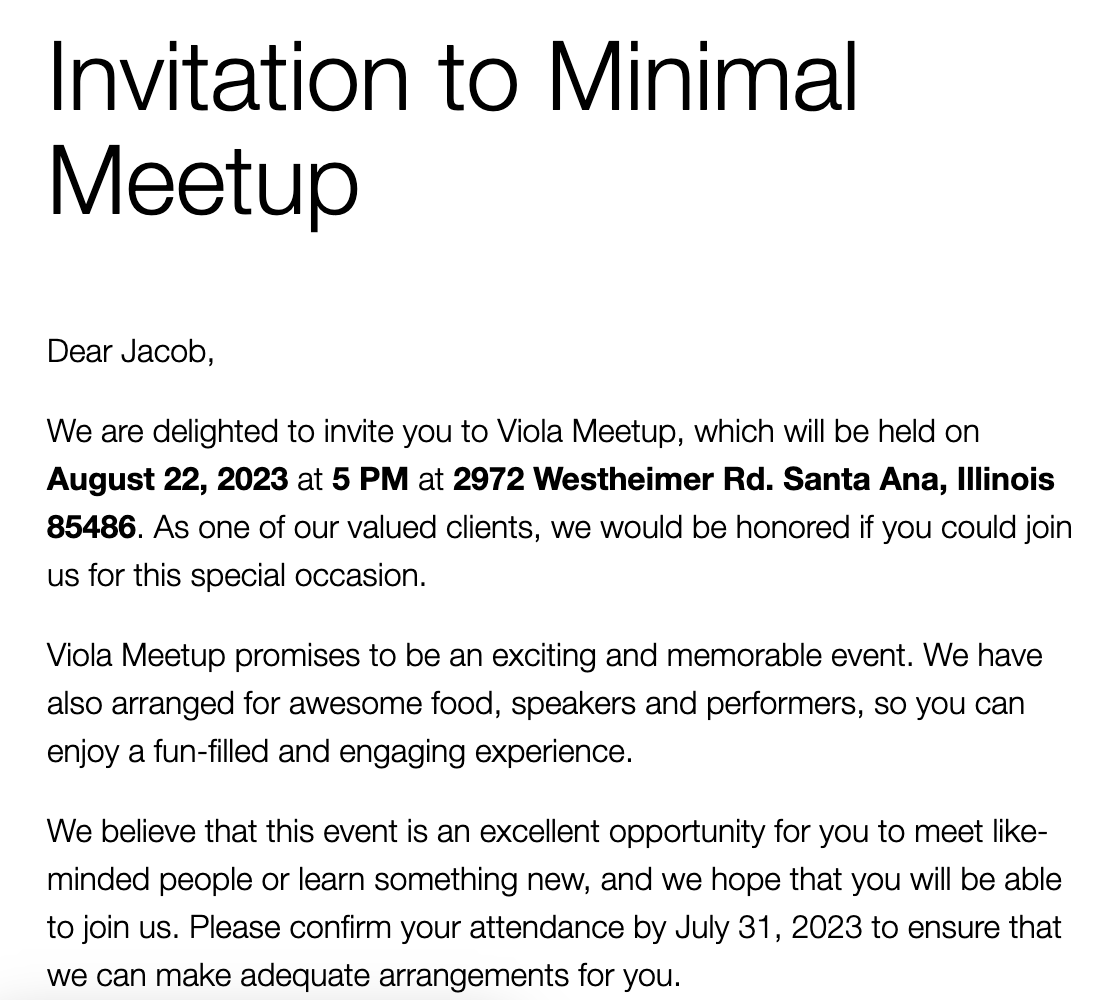 Invitation to Minimal
Meetup
Dear Jacob,
We are delighted to invite you to Viola Meetup, which will be held on
August 22, 2023 at 5 PM at 2972 Westheimer Rd. Santa Ana, Illinois
85486. As one of our valued clients, we would be honored if you could join
us for this special occasion.
Viola Meetup promises to be an exciting and memorable event. We have
also arranged for awesome food, speakers and performers, so you can
enjoy a fun-filled and engaging experience.
We believe that this event is an excellent opportunity for you to meet like-
minded people or learn something new, and we hope that you will be able
to join us. Please confirm your attendance by July 31, 2023 to ensure that
we can make adequate arrangements for you.